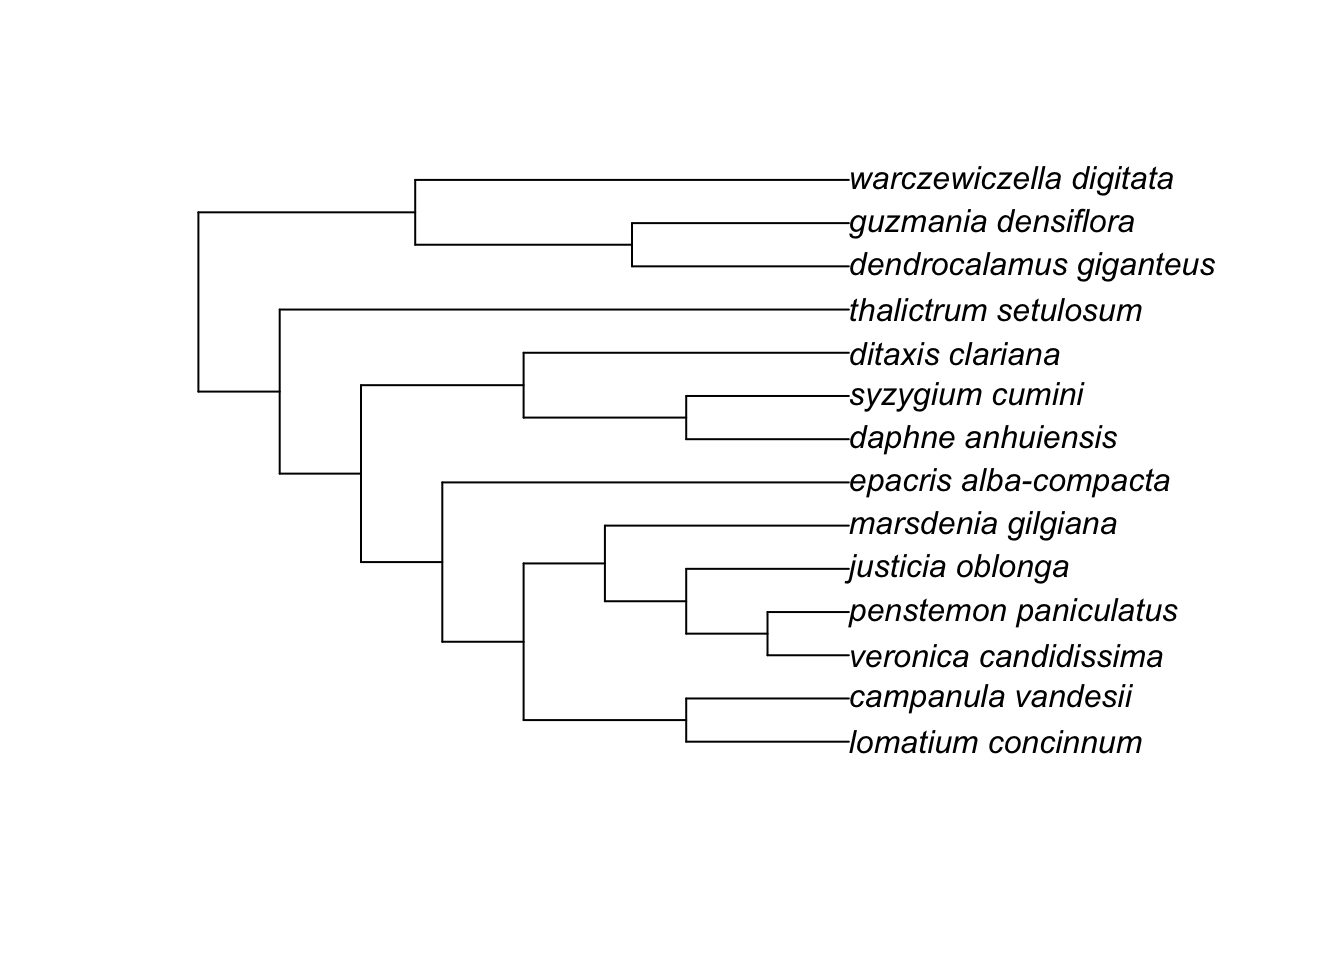 warczewiczella digitata
guzmania densiflora
dendrocalamus giganteus
thalictrum setulosum
ditaxis clariana
syzygium cumini
daphne anhuiensis
epacris alba-compacta
marsdenia gilgiana
justicia oblonga
penstemon paniculatus
veronica candidissima
campanula vandesii
lomatium concinnum